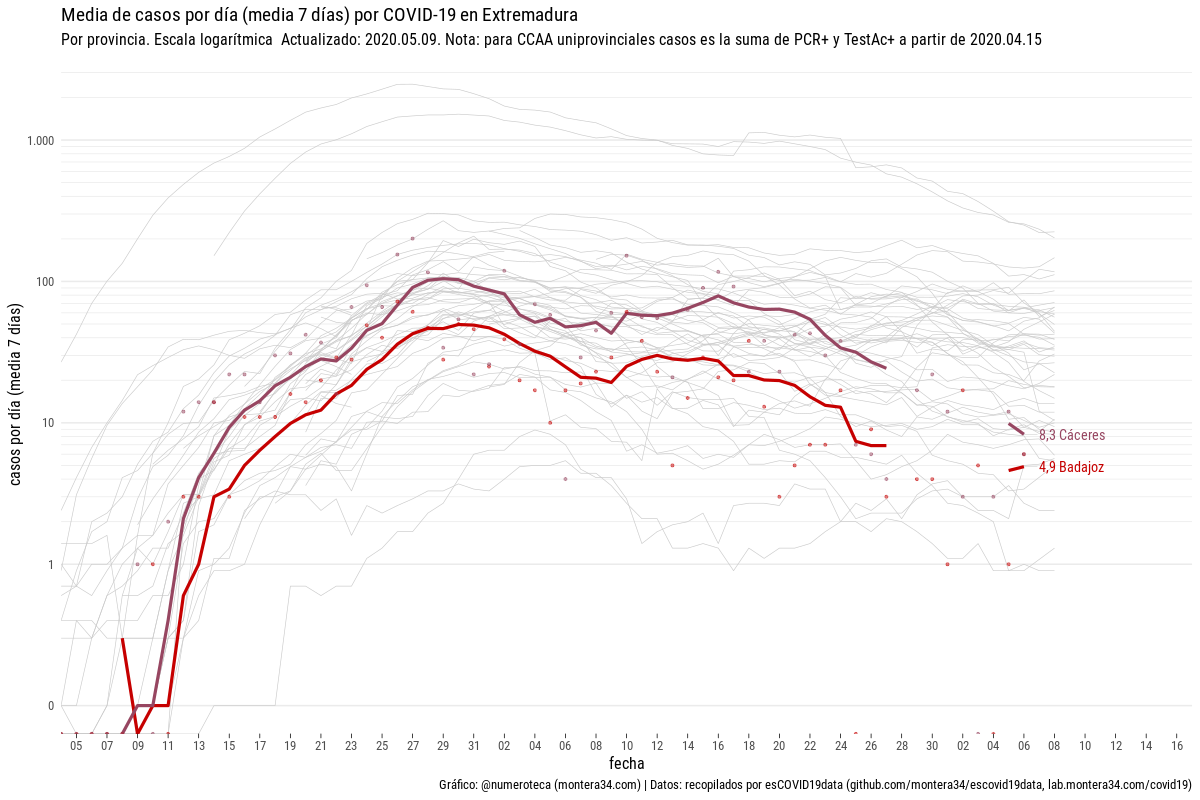 Media de casos por día (media 7 días) por COVID-19 en Extremadura
Por provincia. Escala logarítmica  Actualizado: 2020.05.09. Nota: para CCAA uniprovinciales casos es la suma de PCR+ y TestAc+ a partir de 2020.04.15
casos por día (media 7 días)
1.000
100
10
1
0
8,3 Cáceres
4,9 Badajoz
05 07 09 11 13 15 17 19 21 23 25 27 29 31 02 04 06 08 10 12 14 16 18 20 22 24 26 28 30 02 04 06 08 10 12 14 16
fecha
Gráfico: @numeroteca (montera34.com) | Datos: recopilados por esCOVID19data (github.com/montera34/escovid19data, lab.montera34.com/covid19)